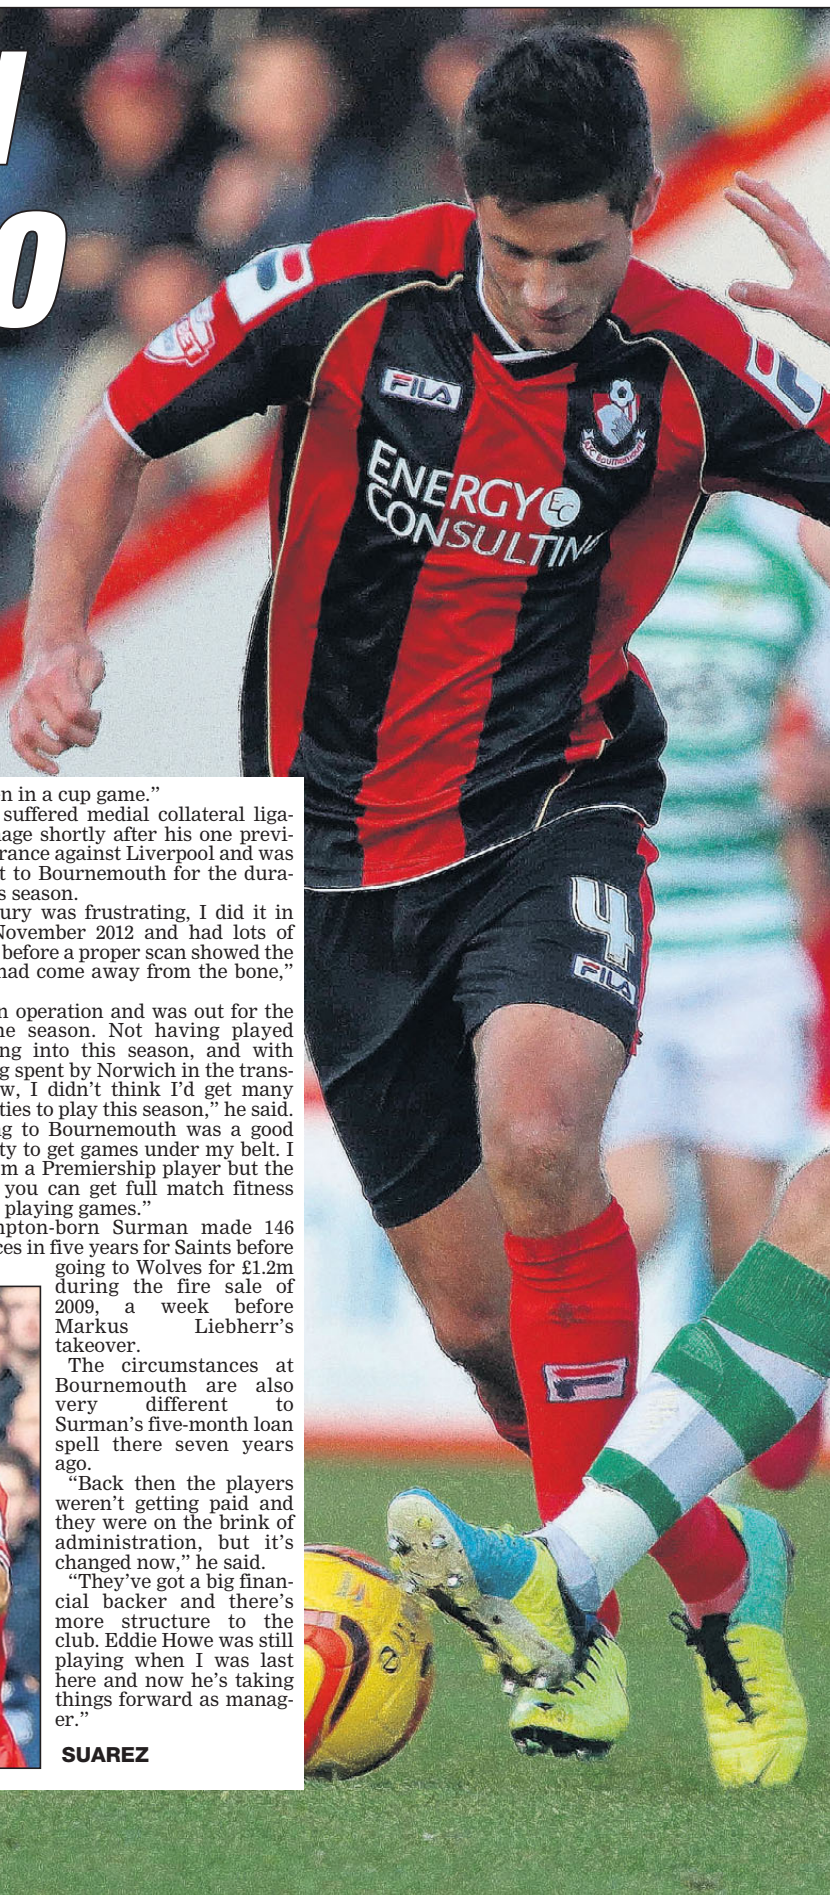 0
FILA
ENERGY EC
CONSULTING
AFC Bournemouth
4
FILA
n in a cup game.”
suffered medial collateral liga-
age shortly after his one previ-
rance against Liverpool and was
t to Bournemouth for the dura-
s season.
ury was frustrating, I did it in
November 2012 and had lots of
before a proper scan showed the
had come away from the bone,”
n operation and was out for the
ne season. Not having played
ng into this season, and with
g spent by Norwich in the trans-
w, I didn’t think I’d get many
ties to play this season,” he said.
ng to Bournemouth was a good
ty to get games under my belt. I
m a Premiership player but the
you can get full match fitness
playing games.”
mpton-born Surman made 146
ces in five years for Saints before
going to Wolves for £1.2m
during the fire sale of
2009, a week before
Markus Liebherr’s
takeover.
The circumstances at
Bournemouth are also
very different to
Surman’s five-month loan
spell there seven years
ago.
“Back then the players
weren’t getting paid and
they were on the brink of
administration, but it’s
changed now,” he said.
“They’ve got a big finan-
cial backer and there’s
more structure to the
club. Eddie Howe was still
playing when I was last
here and now he’s taking
things forward as manag-
er.”
SUAREZ